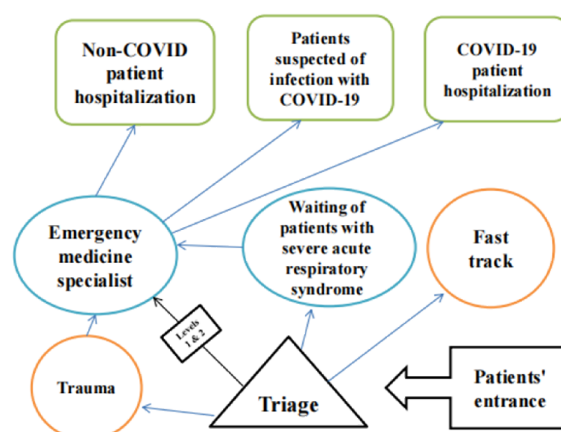 Non-COVID
patient
hospitalization
Patients
suspected of
infection with
COVID-19
COVID-19
patient
hospitalization
Emergency
medicine
specialist
Waiting of
patients with
severe acute
respiratory
syndrome
Fast
track
Levels
1 & 2
Trauma
Triage
Patients'
entrance